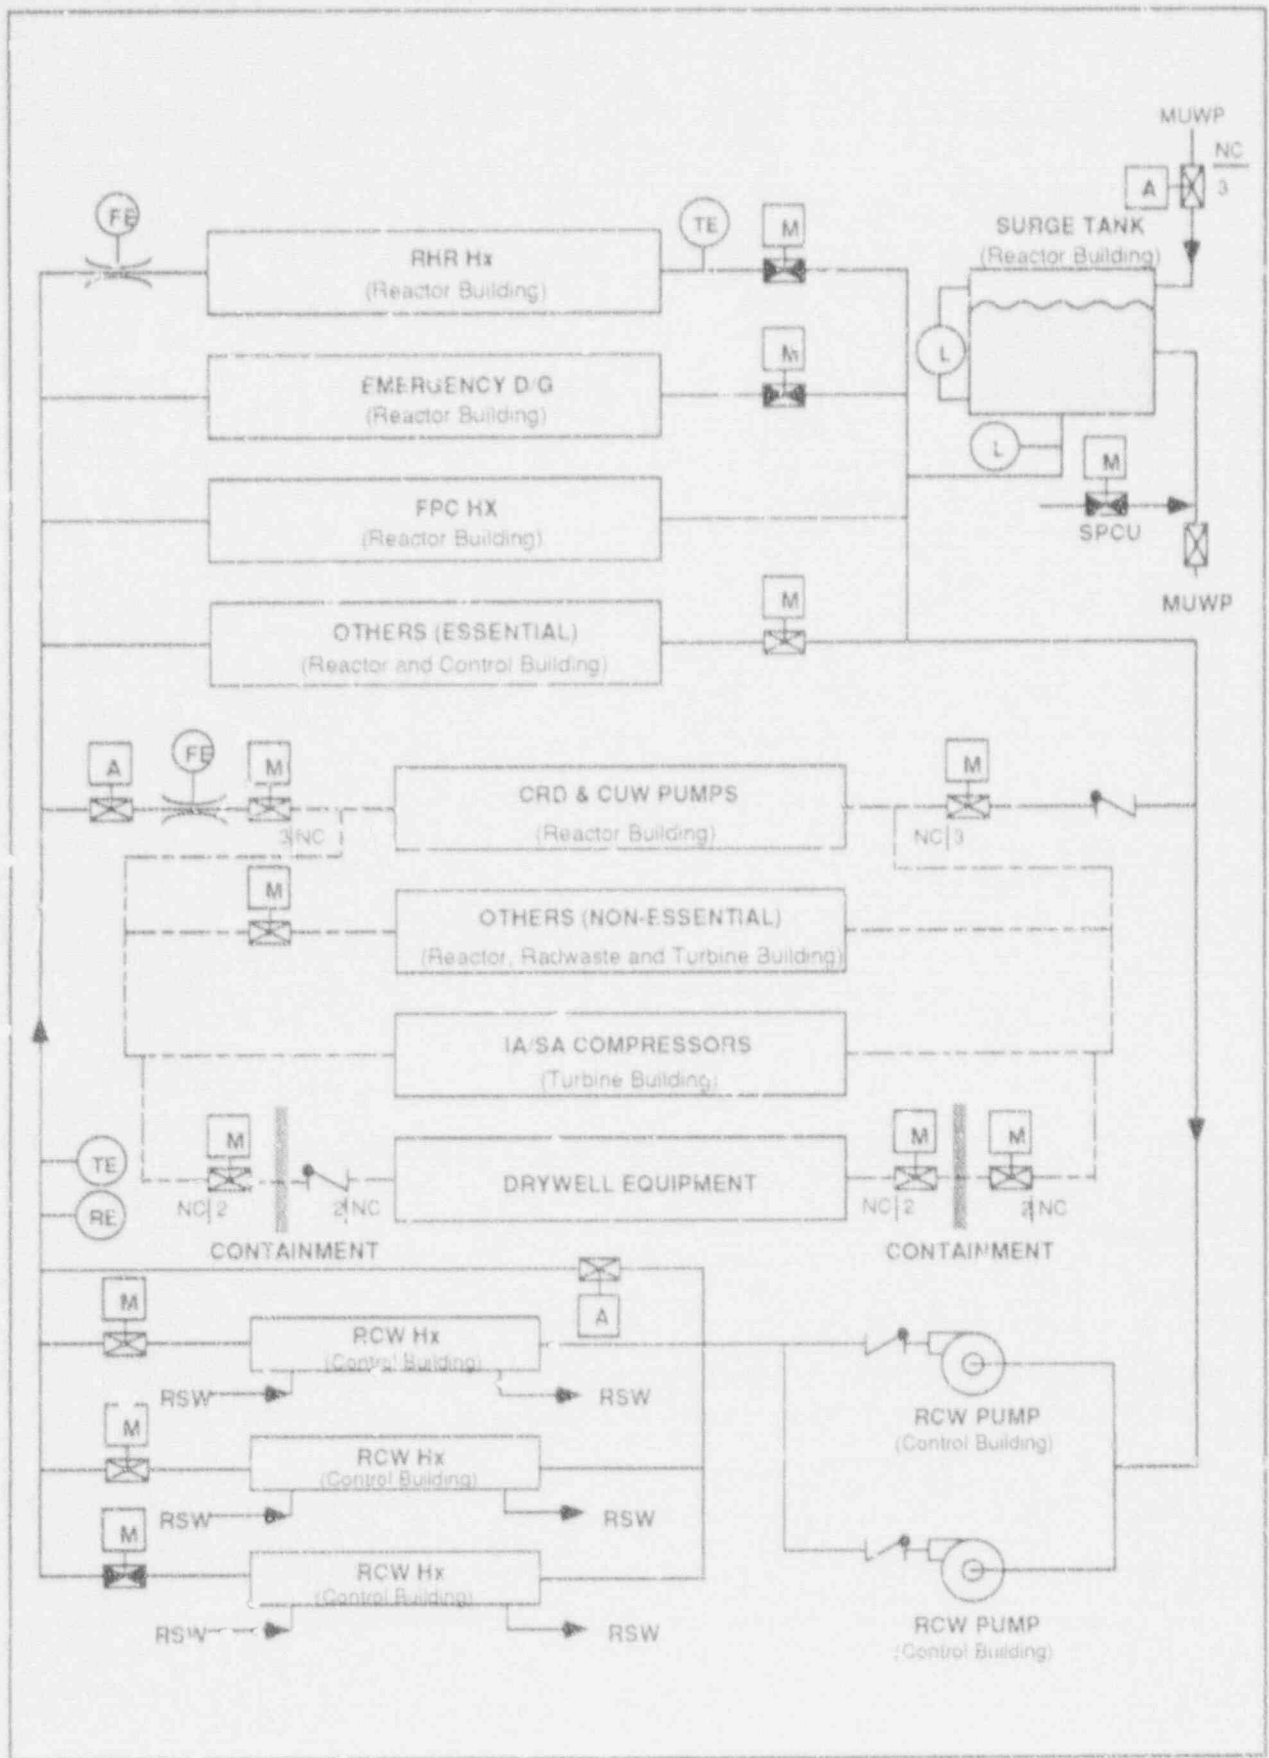 MUWP
NC
A
3
FE
TE
M
SURGE TANK
(Reactor Building)
RHR Hx
(Reactor Building)
M
L
EMERGENCY D/G
(Reactor Building)
L
M
FPC HX
(Reactor Building)
SPCU
M
MUWP
OTHERS (ESSENTIAL)
(Reactor and Control Building)
A
FE
M
M
CRD & CUW PUMPS
(Reactor Building)
3|NC
NC|3
M
OTHERS (NON-ESSENTIAL)
(Reactor, Radwaste and Turbine Building)
IA/SA COMPRESSORS
(Turbine Building)
M
M
M
TE
DRYWELL EQUIPMENT
NC|2
2|NC
NC|2
2|NC
RE
CONTAINMENT
CONTAINMENT
M
A
RCW Hx
(Control Building)
RSW
RSW
RCW PUMP
(Control Building)
M
RCW Hx
(Control Building)
RSW
RSW
M
RCW Hx
(Control Building)
RSW
RSW
RCW PUMP
(Control Building)